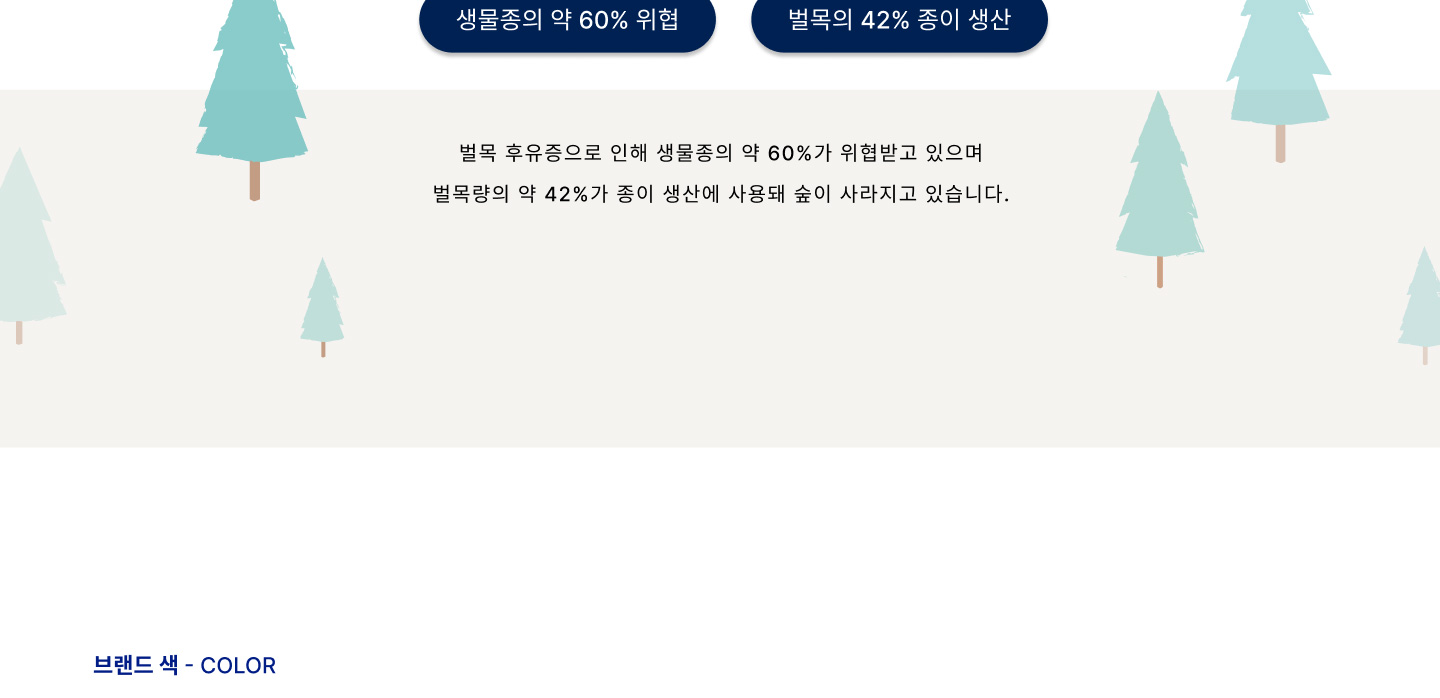 생물종의 약 60% 위협
벌목의 42% 종이 생산
벌목 후유증으로 인해 생물종의 약 60%가 위협받고 있으며
벌목량의 약 42%가 종이 생산에 사용돼 숲이 사라지고 있습니다.
브랜드 색 - COLOR